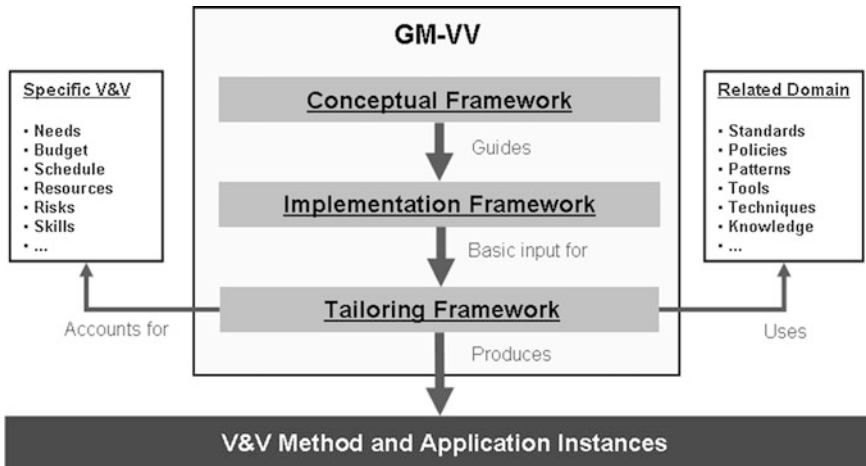 GM-VV
Specific V&V
• Needs
• Budget
• Schedule
• Resources
• Risks
• Skills
• ...
Conceptual Framework
Guides
Implementation Framework
Basic input for
Tailoring Framework
Related Domain
• Standards
• Policies
• Patterns
• Tools
• Techniques
• Knowledge
• ...
Accounts for
Uses
Produces
V&V Method and Application Instances